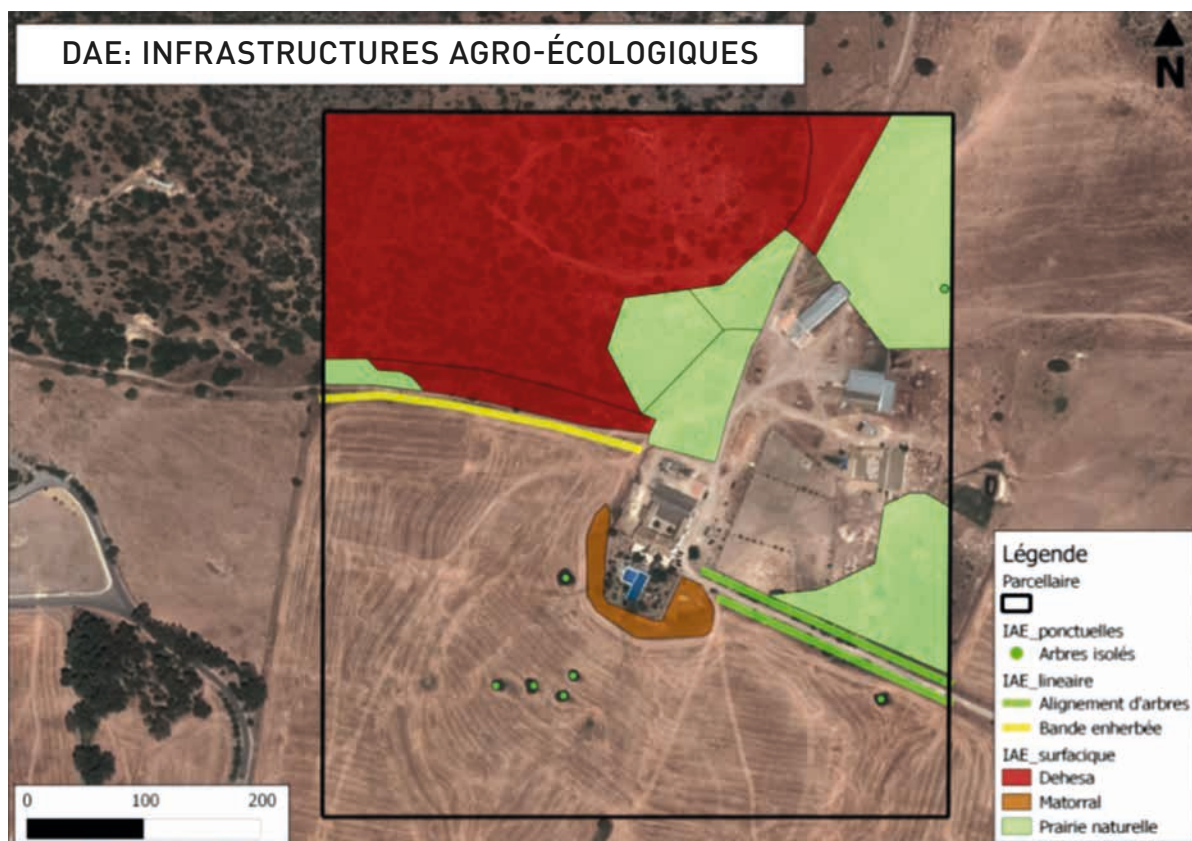 DAE: INFRASTRUCTURES AGRO-ÉCOLOGIQUES
N
Légende
Parcellaire
IAE_ponctuelles
Arbres isolés
IAE_lineaire
Alignement d'arbres
Bande enherbée
IAE_surfacique
Dehesa
Matorral
Prairie naturelle
0 100 200